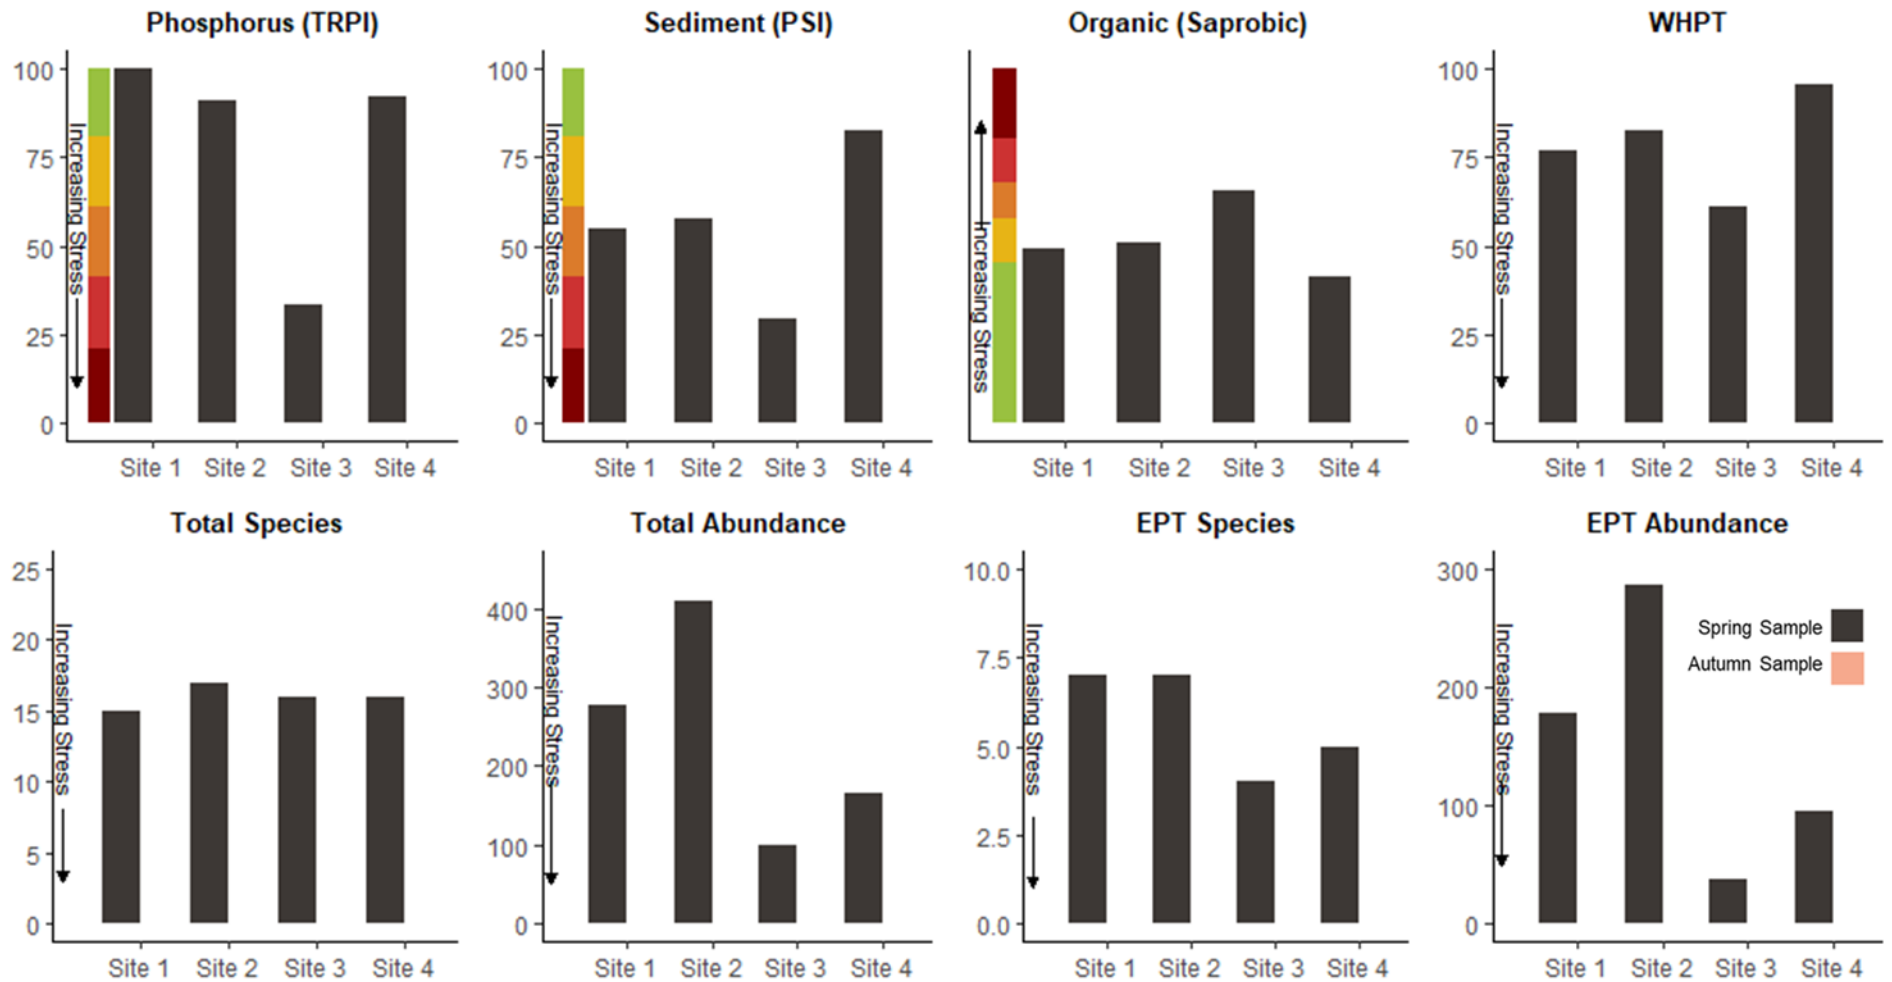 Phosphorus (TRPI)
100
75
50
25
0
Increasing Stress
Site 1 Site 2 Site 3 Site 4
Sediment (PSI)
100
75
50
25
0
Increasing Stress
Site 1 Site 2 Site 3 Site 4
Organic (Saprobic)
Increasing Stress
Site 1 Site 2 Site 3 Site 4
WHPT
100
75
50
25
0
Increasing Stress
Site 1 Site 2 Site 3 Site 4
Total Species
25
20
15
10
5
0
Increasing Stress
Site 1 Site 2 Site 3 Site 4
Total Abundance
400
300
200
100
0
Increasing Stress
Site 1 Site 2 Site 3 Site 4
EPT Species
10.0
7.5
5.0
2.5
0.0
Increasing Stress
Site 1 Site 2 Site 3 Site 4
EPT Abundance
300
200
100
0
Increasing Stress
Spring Sample
Autumn Sample
Site 1 Site 2 Site 3 Site 4